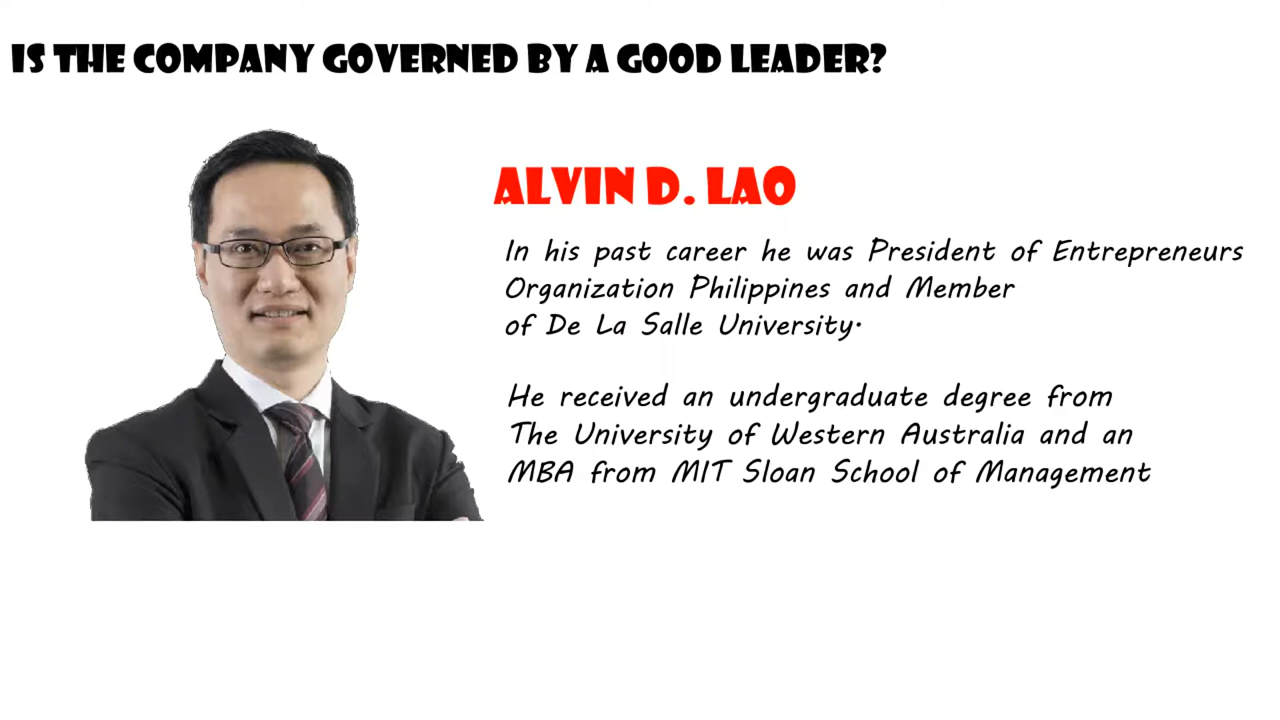 IS THE COMPANY GOVERNED BY A GOOD LEADER?
ALVIN D. LAO
In his past career he was President of Entrepreneurs
Organization Philippines and Member
of De La Salle University.
He received an undergraduate degree from
The University of Western Australia and an
MBA from MIT Sloan School of Management